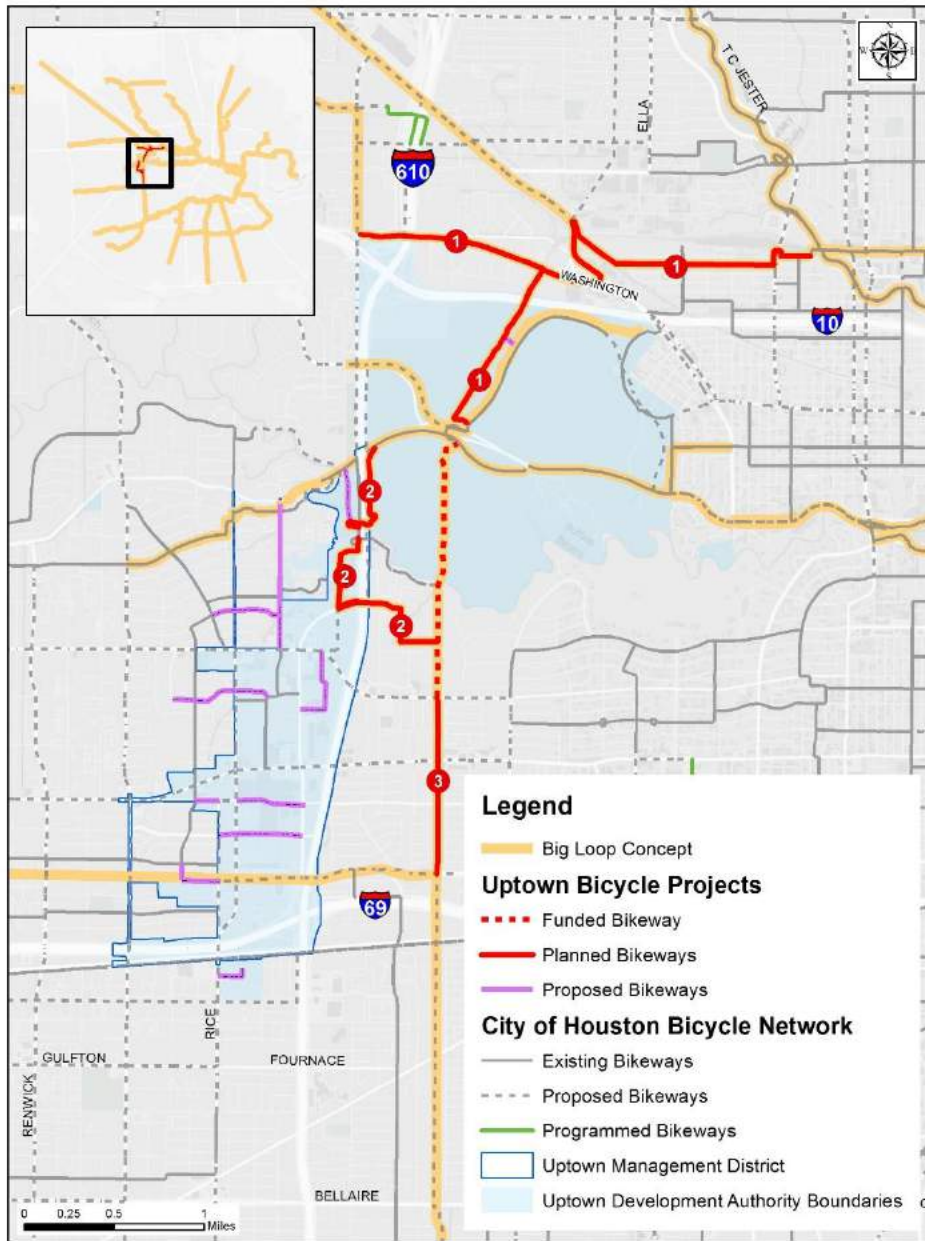 T C JESTER
ELLA
610
1
1
WASHINGTON
10
1
2
2
2
3
69
RICE
GULFTON
FOURNACE
RENWICK
BELLAIRE
0 0.25 0.5 1
Miles
Legend
Big Loop Concept
Uptown Bicycle Projects
Funded Bikeway
Planned Bikeways
Proposed Bikeways
City of Houston Bicycle Network
Existing Bikeways
Proposed Bikeways
Programmed Bikeways
Uptown Management District
Uptown Development Authority Boundaries